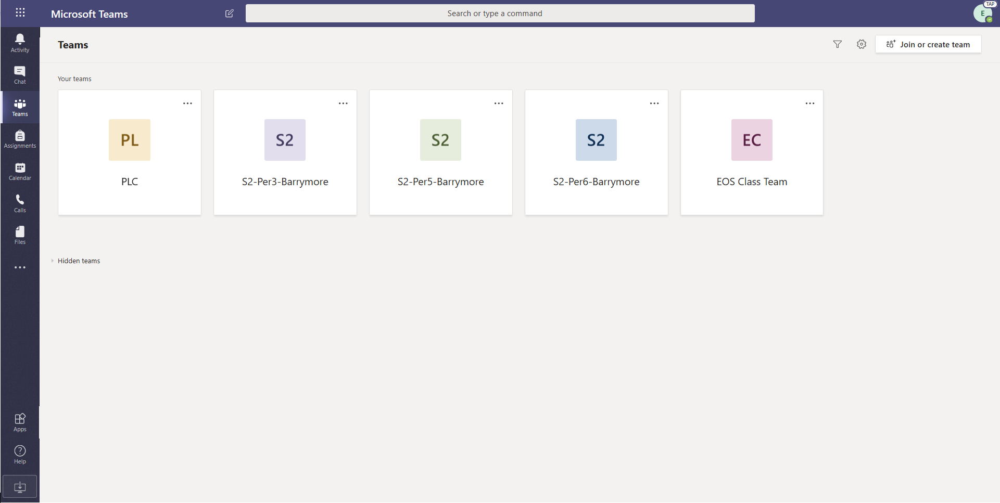 Microsoft Teams
Search or type a command
TAP
E
Activity
Chat
Teams
Assignments
Calendar
Calls
Files
Apps
Help
Teams
Join or create team
Your teams
PL
PLC
S2
S2-Per3-Barrymore
S2
S2-Per5-Barrymore
S2
S2-Per6-Barrymore
EC
EOS Class Team
Hidden teams